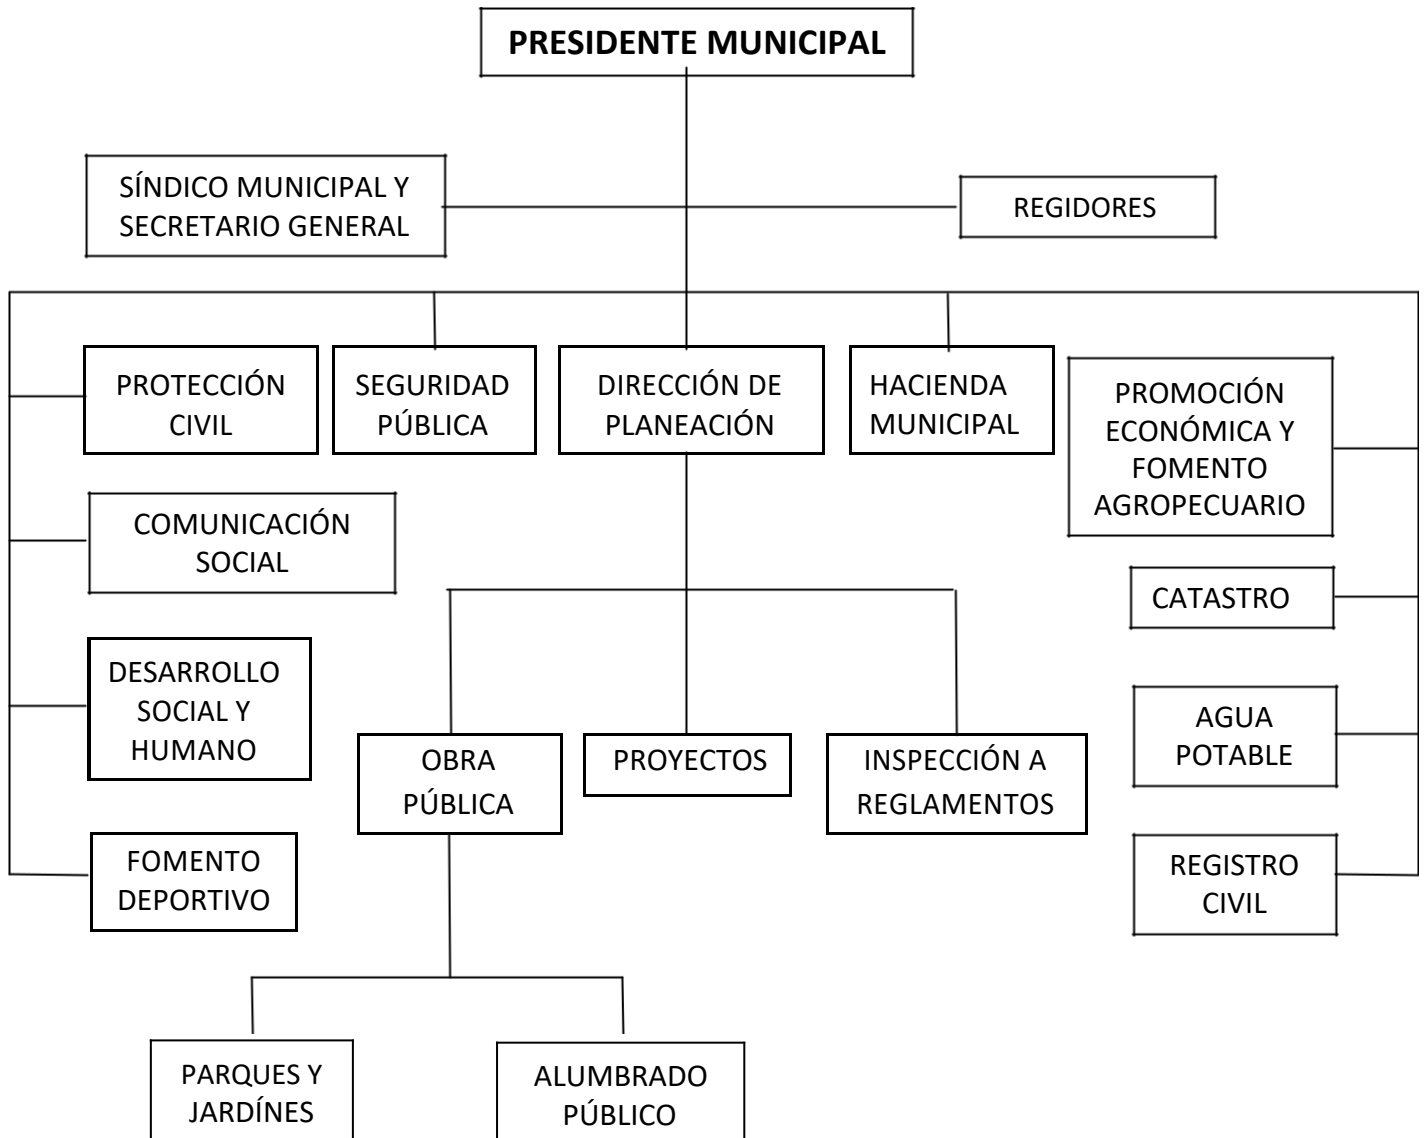 PRESIDENTE MUNICIPAL
SÍNDICO MUNICIPAL Y
SECRETARIO GENERAL
REGIDORES
PROTECCIÓN
CIVIL
SEGURIDAD
PÚBLICA
DIRECCIÓN DE
PLANEACIÓN
HACIENDA
MUNICIPAL
PROMOCIÓN
ECONÓMICA Y
FOMENTO
AGROPECUARIO
COMUNICACIÓN
SOCIAL
CATASTRO
DESARROLLO
SOCIAL Y
HUMANO
OBRA
PÚBLICA
PROYECTOS
INSPECCIÓN A
REGLAMENTOS
AGUA
POTABLE
FOMENTO
DEPORTIVO
REGISTRO
CIVIL
PARQUES Y
JARDÍNES
ALUMBRADO
PÚBLICO